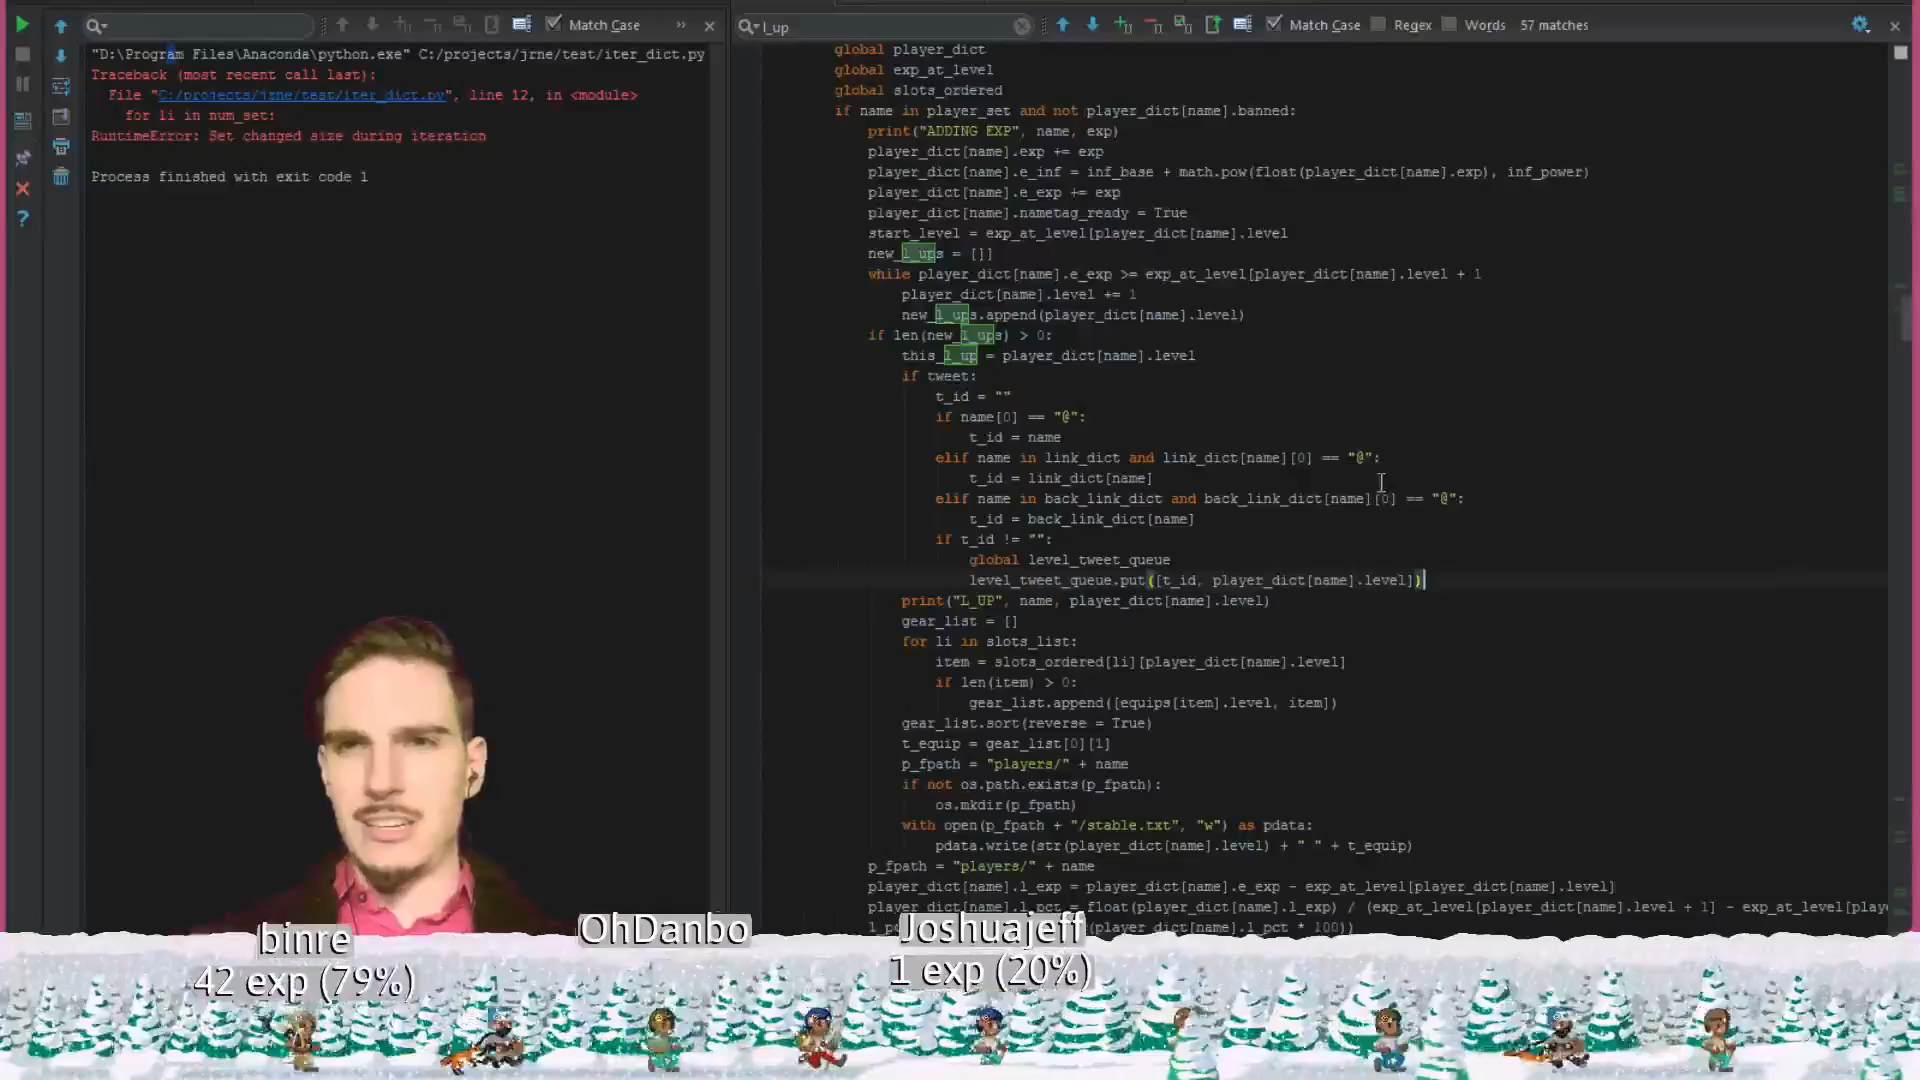 Match Case
"D:\Program Files\Anaconda\python.exe" C:/projects/jrne/test/iter_dict.py
Traceback (most recent call last):
File "C:/projects/jrne/test/iter_dict.py", line 12, in <module>
for li in num_set:
RuntimeError: Set changed size during iteration
Process finished with exit code 1
l_up
Match Case
Regex
Words
57 matches
global player_dict
global exp_at_level
global slots_ordered
if name in player_set and not player_dict[name].banned:
print("ADDING EXP", name, exp)
player_dict[name].exp += exp
player_dict[name].e_inf = inf_base + math.pow(float(player_dict[name].exp), inf_power)
player_dict[name].e_exp += exp
player_dict[name].nametag_ready = True
start_level = exp_at_level[player_dict[name].level
new_l_ups = []]
while player_dict[name].e_exp >= exp_at_level[player_dict[name].level + 1
player_dict[name].level += 1
new_l_ups.append(player_dict[name].level)
if len(new_l_ups) > 0:
this_l_up = player_dict[name].level
if tweet:
t_id = ""
if name[0] == "@":
t_id = name
elif name in link_dict and link_dict[name][0] == "@":
t_id = link_dict[name]
elif name in back_link_dict and back_link_dict[name][0] == "@":
t_id = back_link_dict[name]
if t_id != "":
global level_tweet_queue
level_tweet_queue.put([t_id, player_dict[name].level])
print("L_UP", name, player_dict[name].level)
gear_list = []
for li in slots_list:
item = slots_ordered[li][player_dict[name].level]
if len(item) > 0:
gear_list.append([equips[item].level, item])
gear_list.sort(reverse = True)
t_equip = gear_list[0][1]
p_fpath = "players/" + name
if not os.path.exists(p_fpath):
os.mkdir(p_fpath)
with open(p_fpath + "/stable.txt", "w") as pdata:
pdata.write(str(player_dict[name].level) + " " + t_equip)
p_fpath = "players/" + name
player_dict[name].l_exp = player_dict[name].e_exp - exp_at_level[player_dict[name].level]
player_dict[name].l_pct = float(player_dict[name].l_exp) / (exp_at_level[player_dict[name].level + 1] - exp_at_level[playe
dict[name].l_pct * 100))
binre
42 exp (79%)
OhDanbo
Joshuajeff
1 exp (20%)